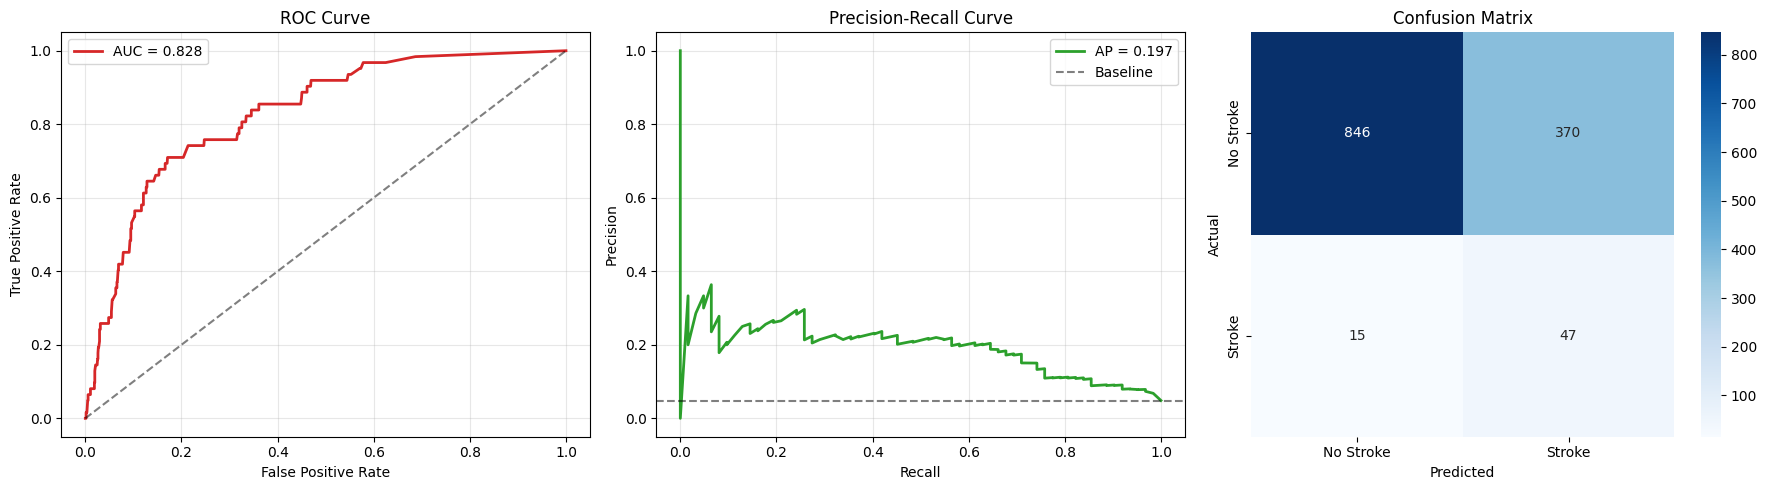 ROC Curve
AUC = 0.828
1.0
0.8
0.6
0.4
0.2
0.0
True Positive Rate
0.0 0.2 0.4 0.6 0.8 1.0
False Positive Rate
Precision-Recall Curve
AP = 0.197
Baseline
1.0
0.8
0.6
0.4
0.2
0.0
Precision
0.0 0.2 0.4 0.6 0.8 1.0
Recall
Confusion Matrix
Actual
No Stroke
Stroke
846 370
15 47
No Stroke Stroke
Predicted
800
700
600
500
400
300
200
100